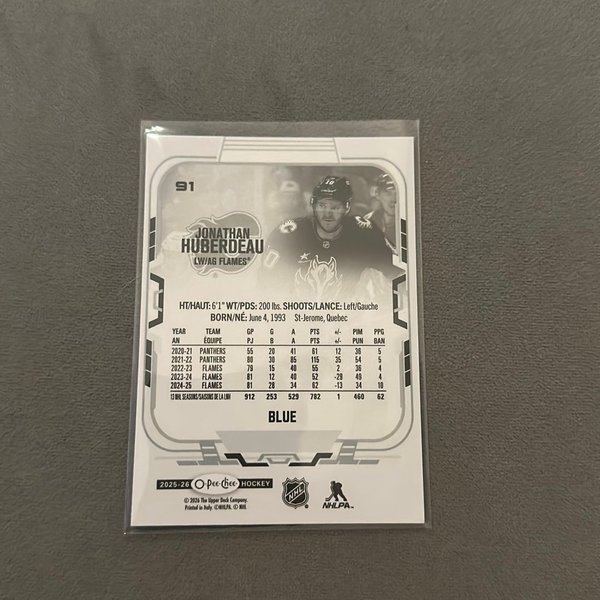 91
10
JONATHAN
HUBERDEAU
LW/AG FLAMES®
HT/HAUT: 6'1" WT/PDS: 200 lbs. SHOOTS/LANCE: Left/Gauche
BORN/NÉ: June 4, 1993 St-Jerome, Quebec
YEAR TEAM GP G A PTS +/- PIM PPG
AN ÉQUIPE PJ B A PTS +/- PUN BAN
2020-21 PANTHERS 55 20 41 61 12 36 5
2021-22 PANTHERS 80 30 85 115 35 54 5
2022-23 FLAMES 79 15 40 55 2 36 4
2023-24 FLAMES 81 12 40 52 -29 49 4
2024-25 FLAMES 81 28 34 62 -13 34 10
13 NHL SEASONS/SAISONS DE LA LNH 912 253 529 782 1 460 62
BLUE
2025-26 O-Pee-Chee HOCKEY
© 2026 The Upper Deck Company.
Printed in Italy. ©NHLPA. © NHL
NHL
NHLPA